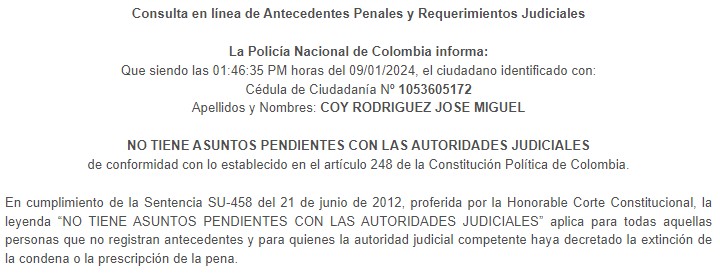 Consulta en línea de Antecedentes Penales y Requerimientos Judiciales
La Policía Nacional de Colombia informa:
Que siendo las 01:46:35 PM horas del 09/01/2024, el ciudadano identificado con:
Cédula de Ciudadanía Nº 1053605172
Apellidos y Nombres: COY RODRIGUEZ JOSE MIGUEL
NO TIENE ASUNTOS PENDIENTES CON LAS AUTORIDADES JUDICIALES
de conformidad con lo establecido en el artículo 248 de la Constitución Política de Colombia.
En cumplimiento de la Sentencia SU-458 del 21 de junio de 2012, proferida por la Honorable Corte Constitucional, la
leyenda “NO TIENE ASUNTOS PENDIENTES CON LAS AUTORIDADES JUDICIALES” aplica para todas aquellas
personas que no registran antecedentes y para quienes la autoridad judicial competente haya decretado la extinción de
la condena o la prescripción de la pena.